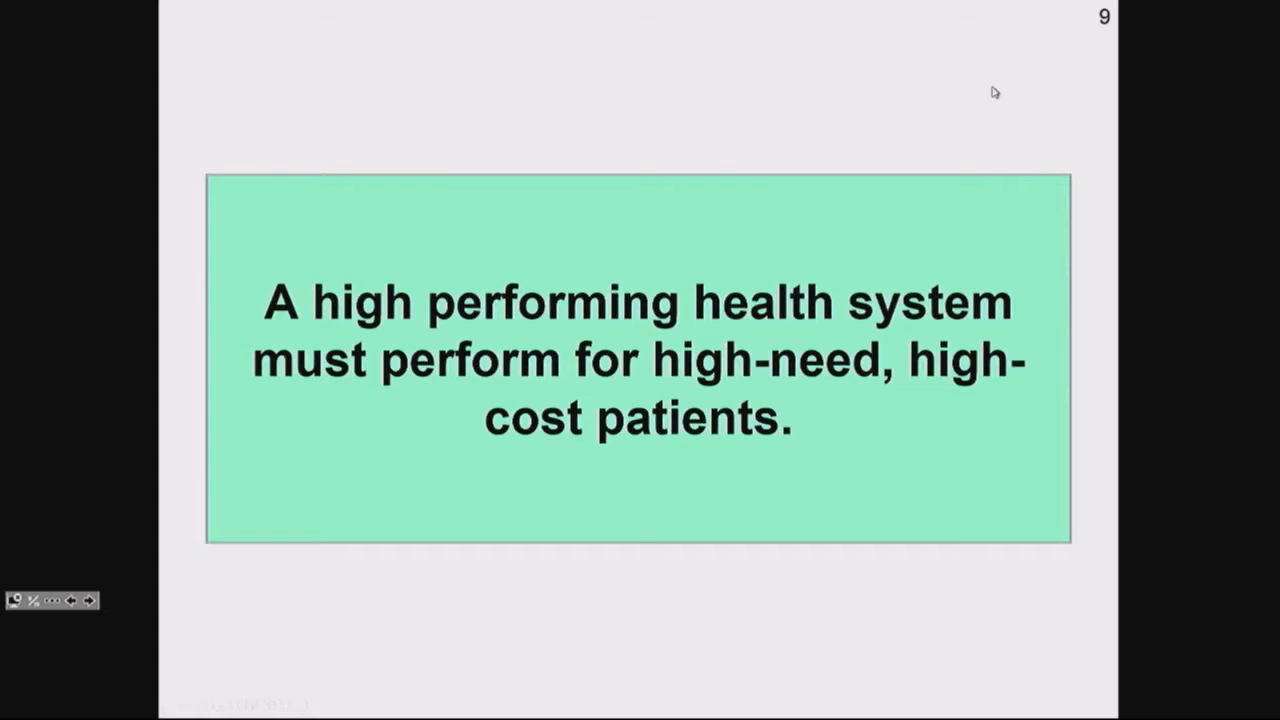 9
A high performing health system
must perform for high-need, high-
cost patients.